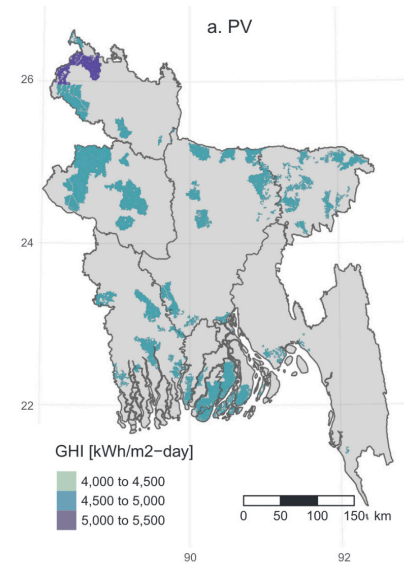 a. PV
26
24
22
GHI [kWh/m2−day]
4,000 to 4,500
4,500 to 5,000
5,000 to 5,500
0 50 100 150 km
90 92